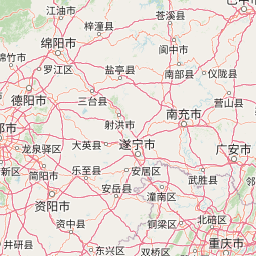 江油市
梓潼县
苍溪县
巴中市
绵阳市
阆中市
绵竹市
罗江区
盐亭县
南部县
仪陇县
德阳市
三台县
营山县
射洪市
南充市
龙泉驿区
大英县
遂宁市
广安市
简阳市
乐至县
安居区
武胜县
安岳县
资阳市
潼南区
资中县
铜梁区
北碚区
井研县
东兴区
双桥区
重庆市